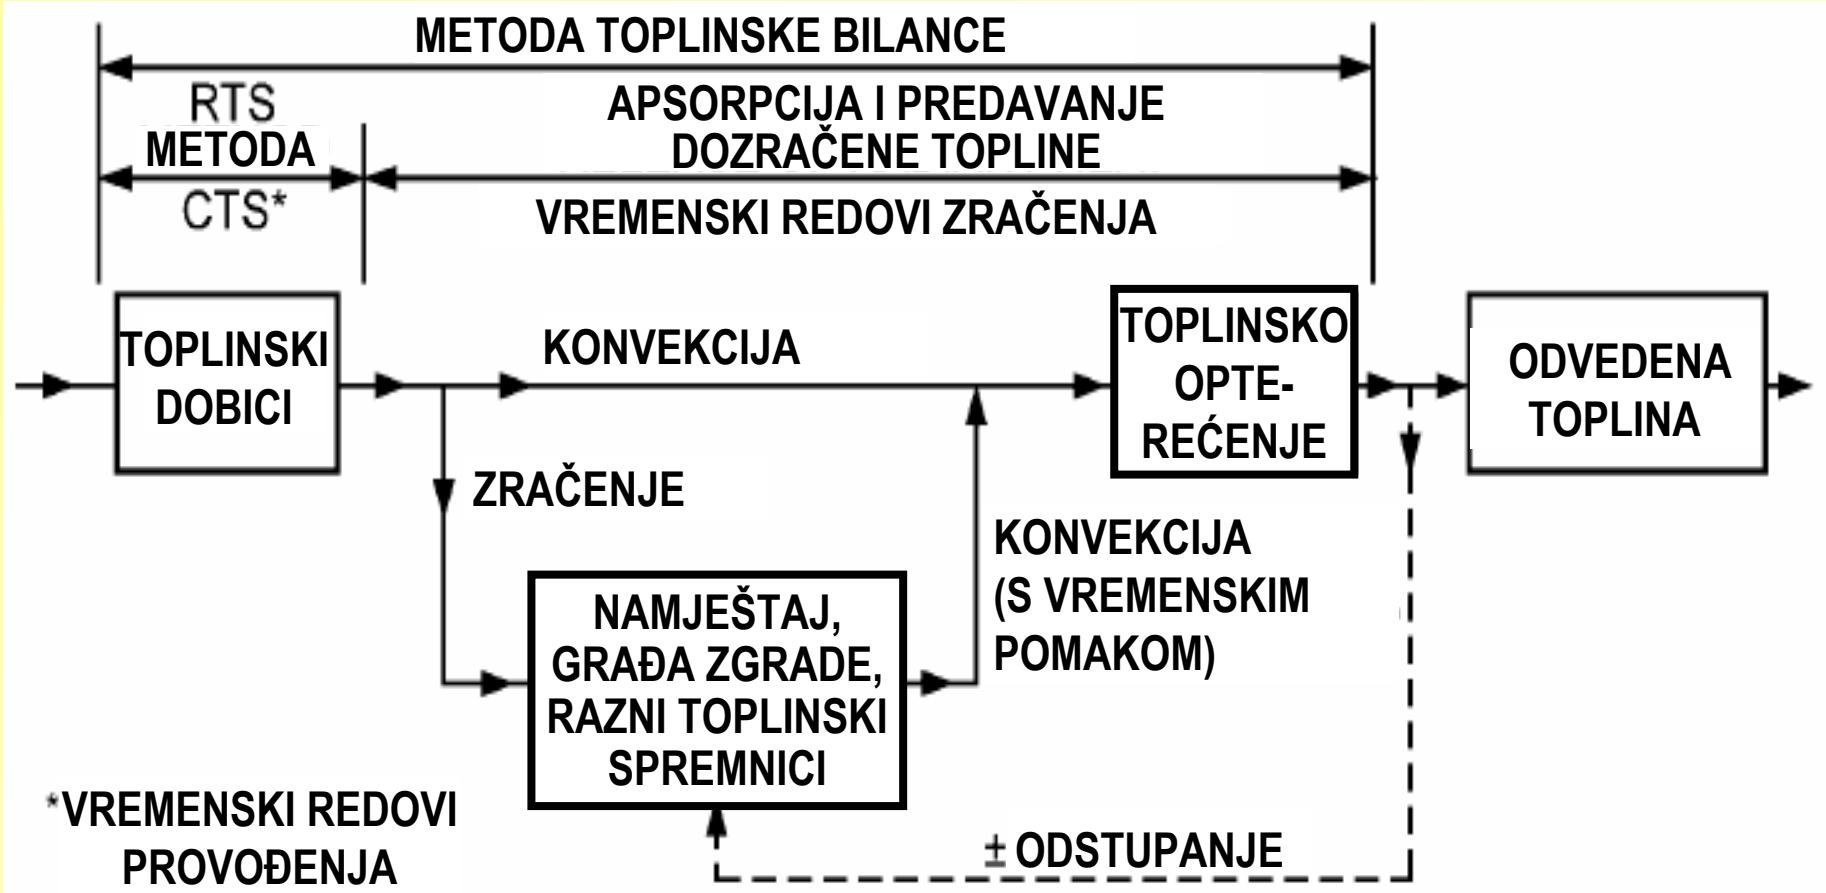 METODA TOPLINSKE BILANCE
RTS
METODA
CTS*
APSORPCIJA I PREDAVANJE
DOZRAČENE TOPLINE
VREMENSKI REDOVI ZRAČENJA
TOPLINSKI
DOBICI
KONVEKCIJA
TOPLINSKO
OPTE-
REĆENJE
ODVEDENA
TOPLINA
ZRAČENJE
KONVEKCIJA
(S VREMENSKIM
POMAKOM)
NAMJEŠTAJ,
GRAĐA ZGRADE,
RAZNI TOPLINSKI
SPREMNICI
*VREMENSKI REDOVI
PROVOĐENJA
± ODSTUPANJE